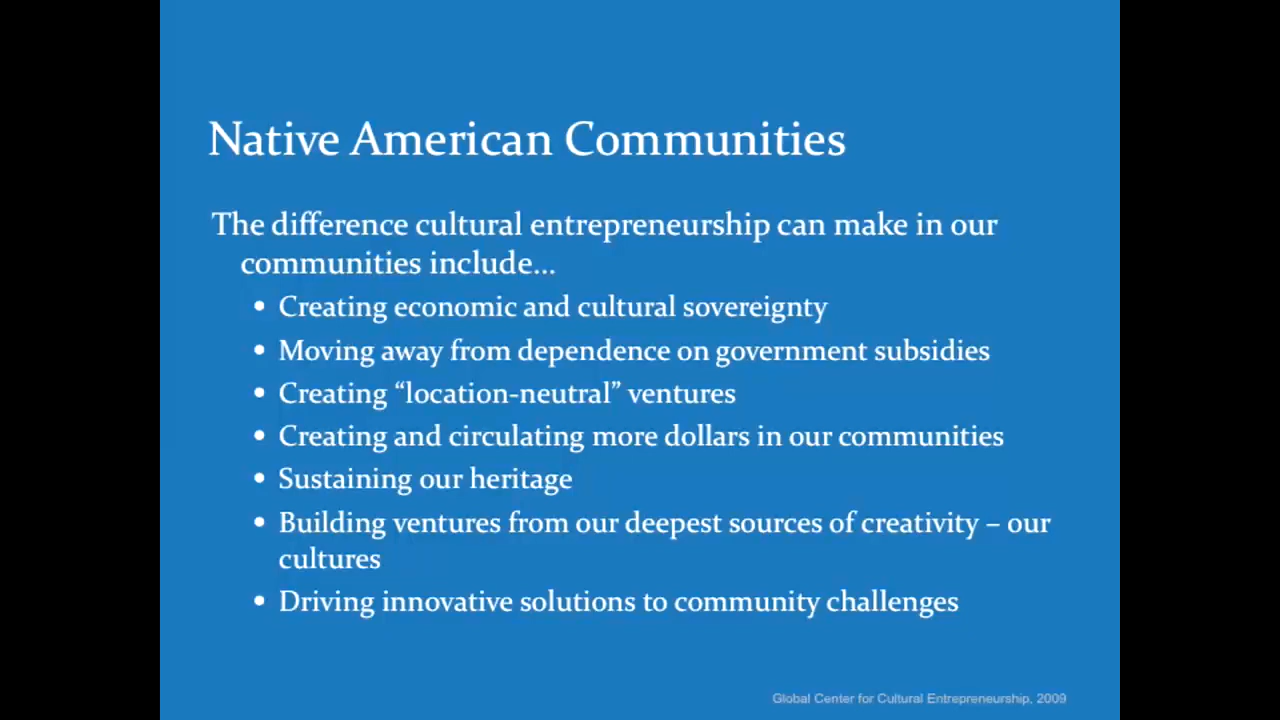 Native American Communities
The difference cultural entrepreneurship can make in our
communities include...
• Creating economic and cultural sovereignty
• Moving away from dependence on government subsidies
• Creating “location-neutral” ventures
• Creating and circulating more dollars in our communities
• Sustaining our heritage
• Building ventures from our deepest sources of creativity – our
cultures
• Driving innovative solutions to community challenges
Global Center for Cultural Entrepreneurship, 2009